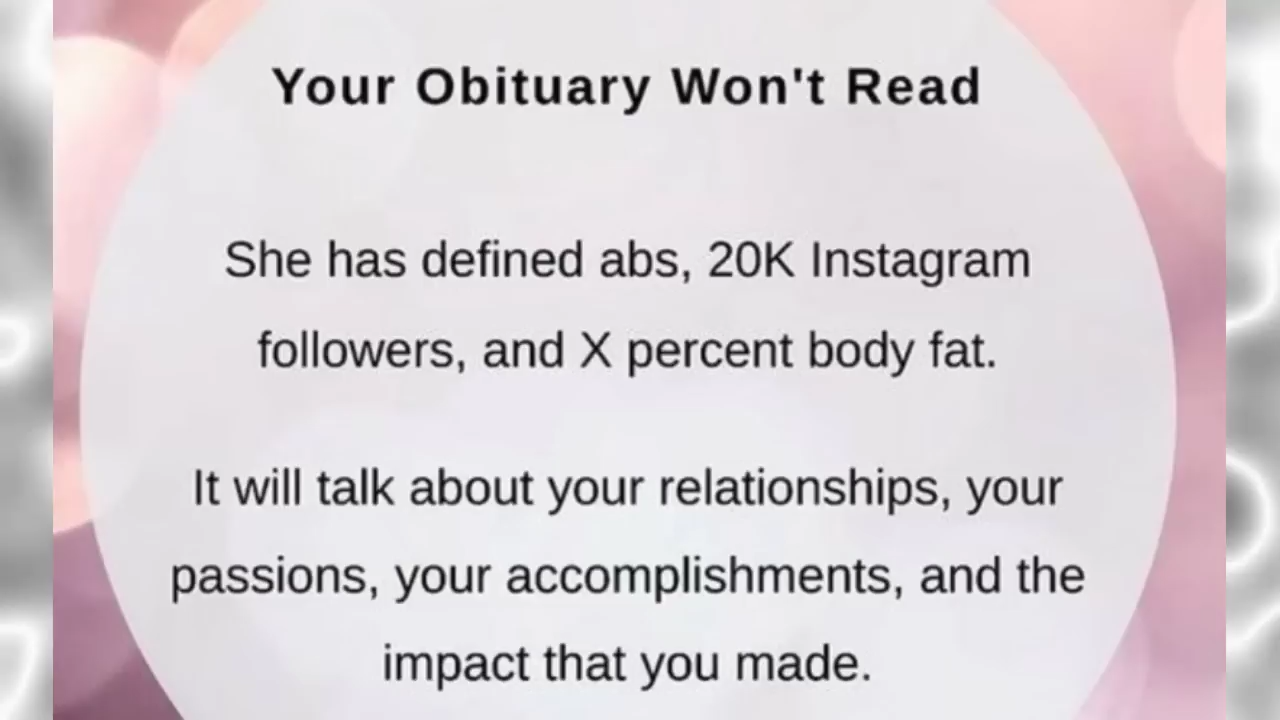 Your Obituary Won't Read
She has defined abs, 20K Instagram
followers, and X percent body fat.
It will talk about your relationships, your
passions, your accomplishments, and the
impact that you made.